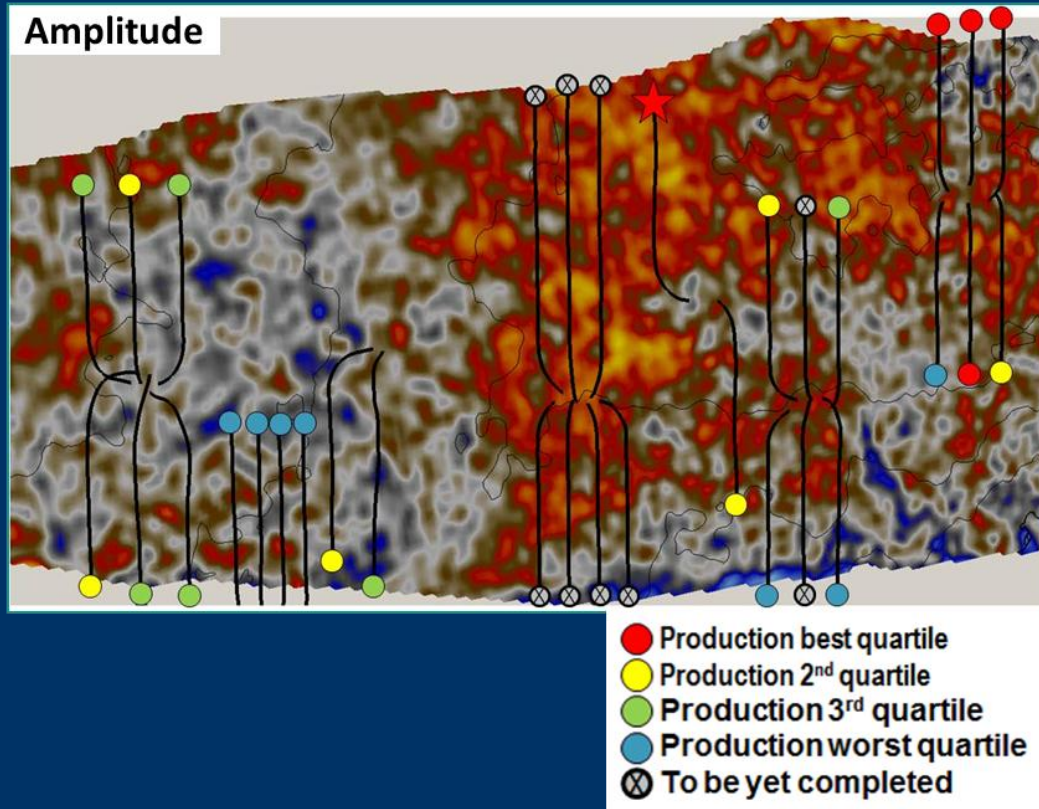 Amplitude
Production best quartile
Production 2nd quartile
Production 3rd quartile
Production worst quartile
To be yet completed